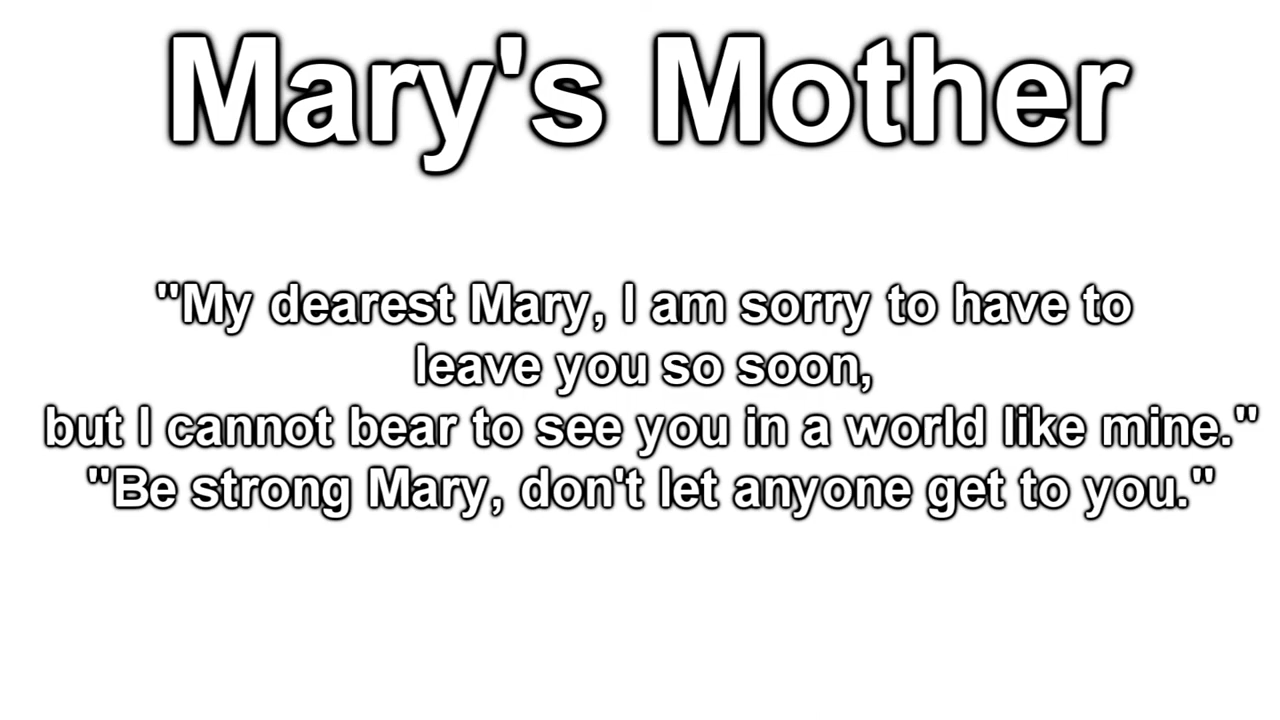 Mary's Mother
"My dearest Mary, I am sorry to have to
leave you so soon,
but I cannot bear to see you in a world like mine."
"Be strong Mary, don't let anyone get to you."